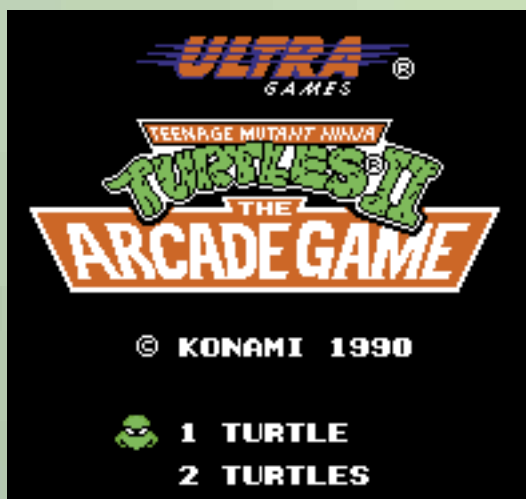 ULTRA ®
GAMES
TEENAGE MUTANT NINJA
TURTLES® II
THE
ARCADE GAME
© KONAMI 1990
1 TURTLE
2 TURTLES